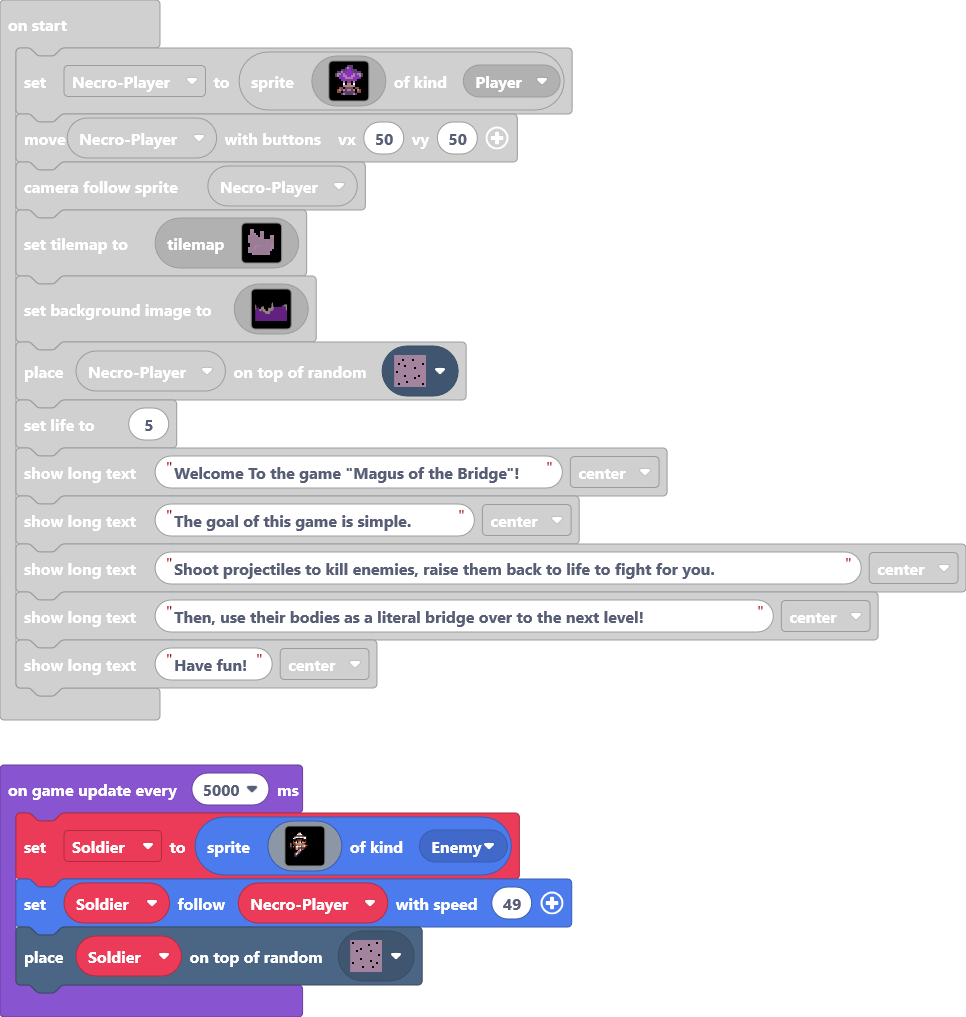 on start
set Necro-Player to sprite of kind Player
move Necro-Player with buttons vx 50 vy 50
camera follow sprite Necro-Player
set tilemap to tilemap
set background image to
place Necro-Player on top of random
set life to 5
show long text "Welcome To the game "Magus of the Bridge"! " center
show long text "The goal of this game is simple. " center
show long text "Shoot projectiles to kill enemies, raise them back to life to fight for you. " center
show long text "Then, use their bodies as a literal bridge over to the next level! " center
show long text "Have fun! " center
on game update every 5000 ms
set Soldier to sprite of kind Enemy
set Soldier follow Necro-Player with speed 49
place Soldier on top of random